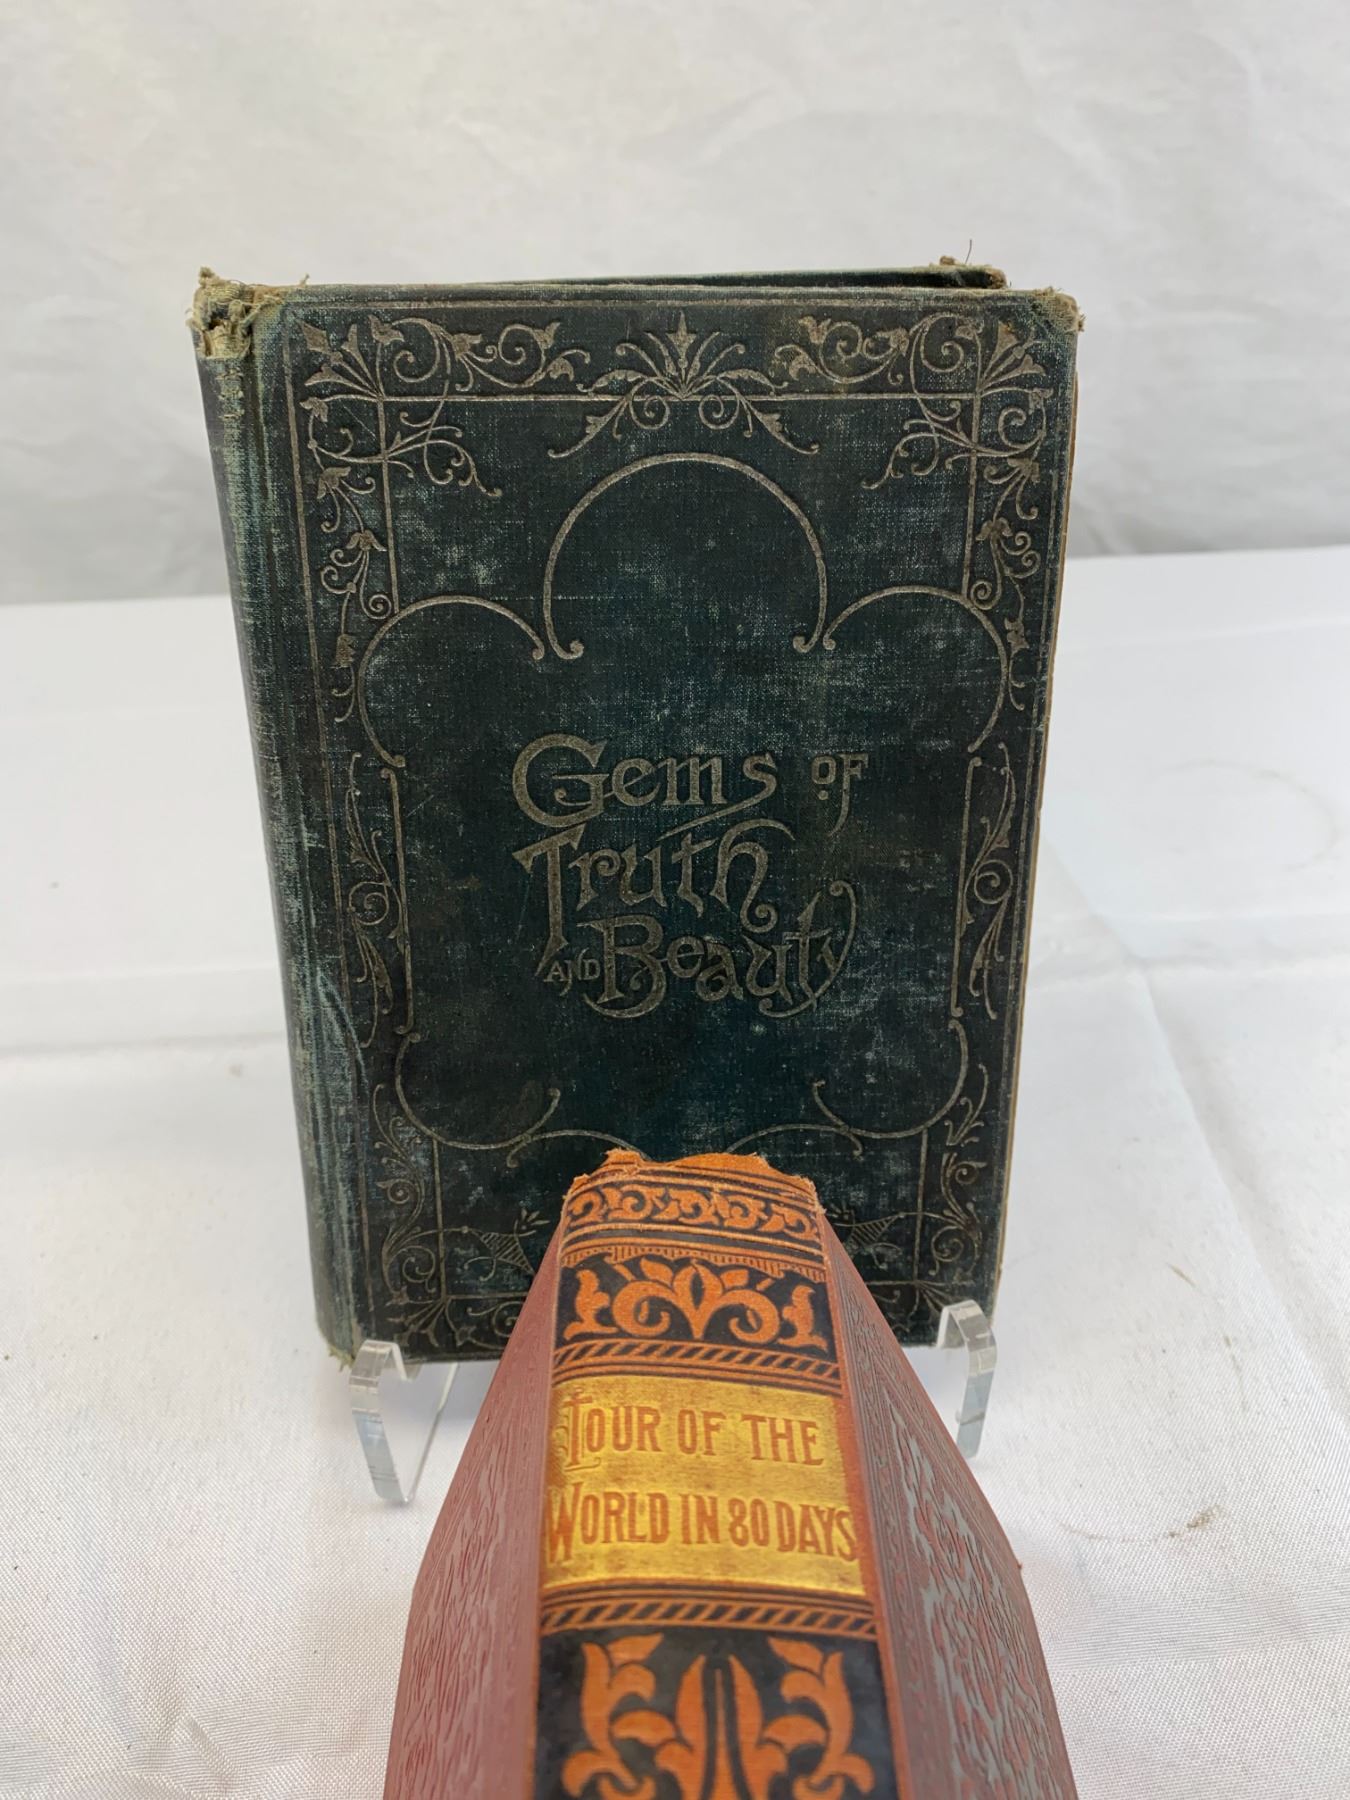 Gems of
Truth
and Beauty
Tour of the
World in 80 Days